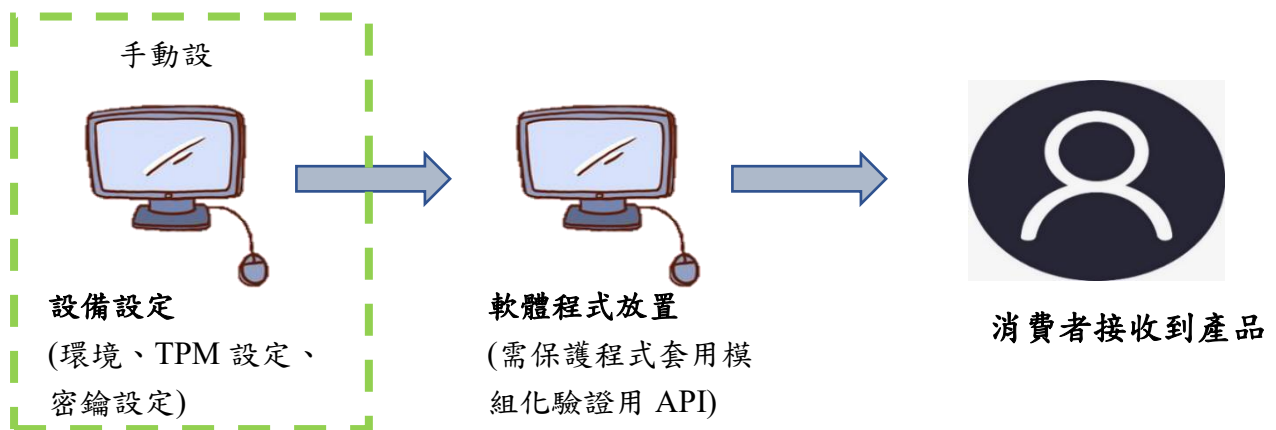 手動設
設備設定
(環境、TPM 設定、
密鑰設定)
軟體程式放置
(需保護程式套用模
組化驗證用 API)
消費者接收到產品